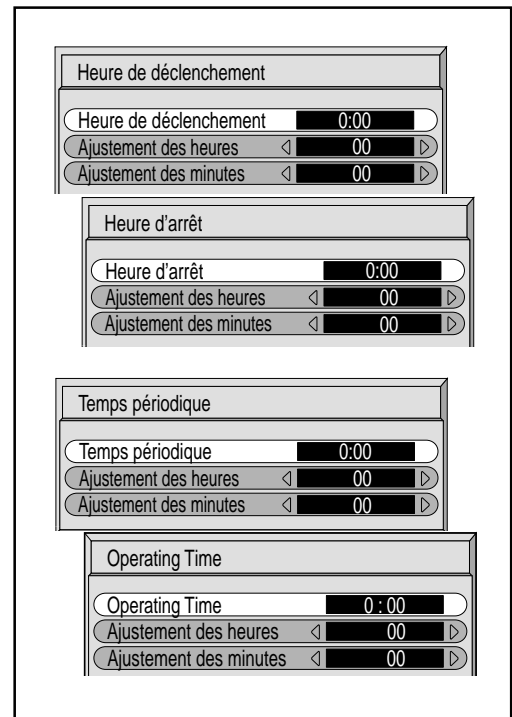 Heure de déclenchement
Heure de déclenchement 0:00
Ajustement des heures 00
Ajustement des minutes 00
Heure d'arrêt
Heure d'arrêt 0:00
Ajustement des heures 00
Ajustement des minutes 00
Temps périodique
Temps périodique 0:00
Ajustement des heures 00
Ajustement des minutes 00
Operating Time
Operating Time 0 : 00
Ajustement des heures 00
Ajustement des minutes 00